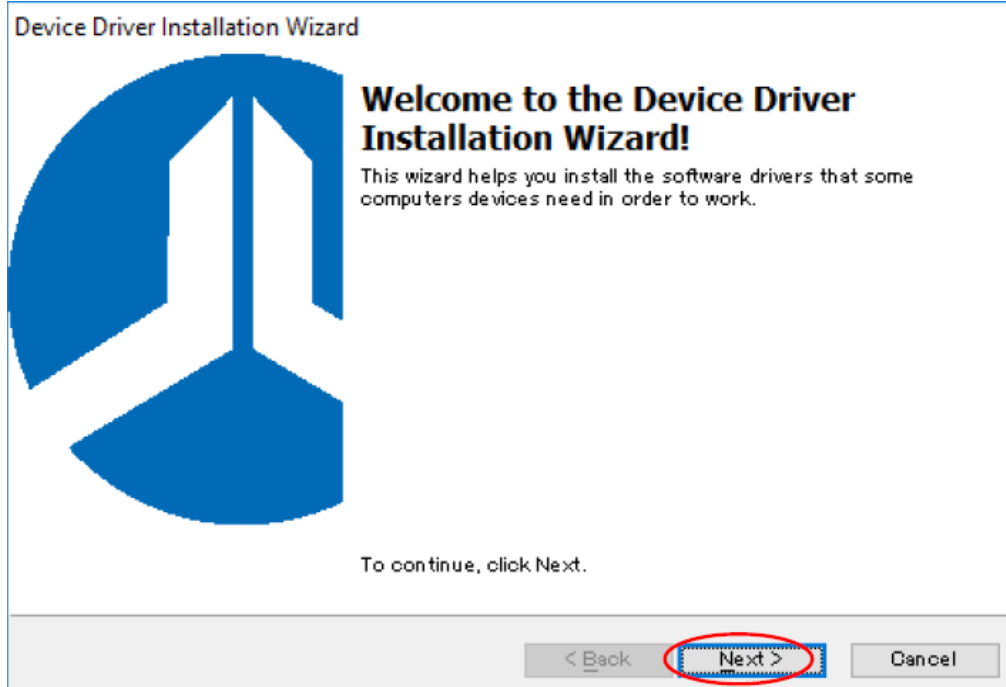 Device Driver Installation Wizard
Welcome to the Device Driver
Installation Wizard!
This wizard helps you install the software drivers that some
computers devices need in order to work.
To continue, click Next.
< Back
Next >
Cancel